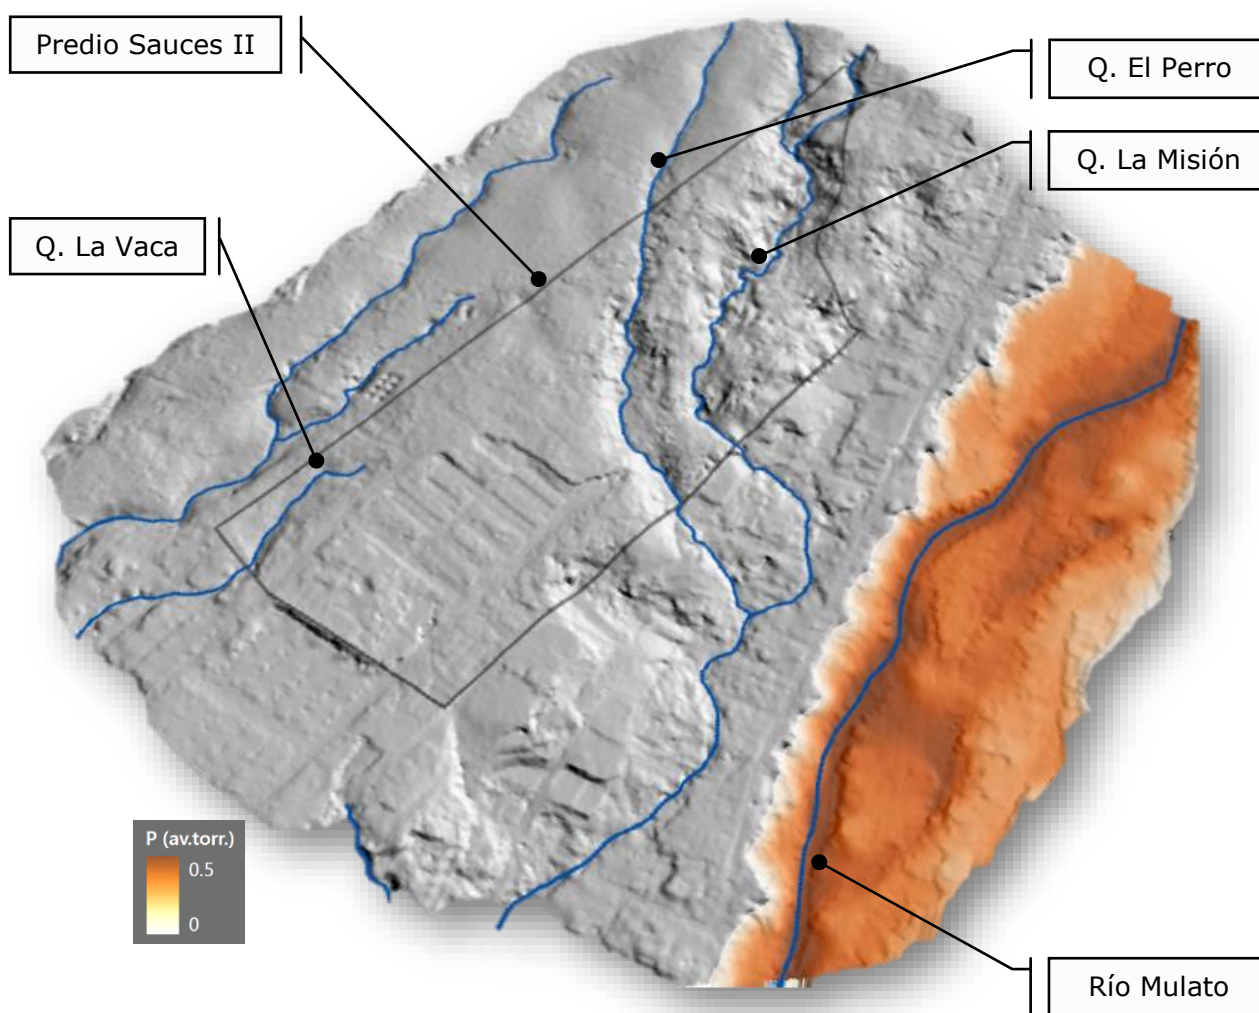 Predio Sauces II
Q. El Perro
Q. La Misión
Q. La Vaca
P (av.torr.)
0.5
0
Río Mulato